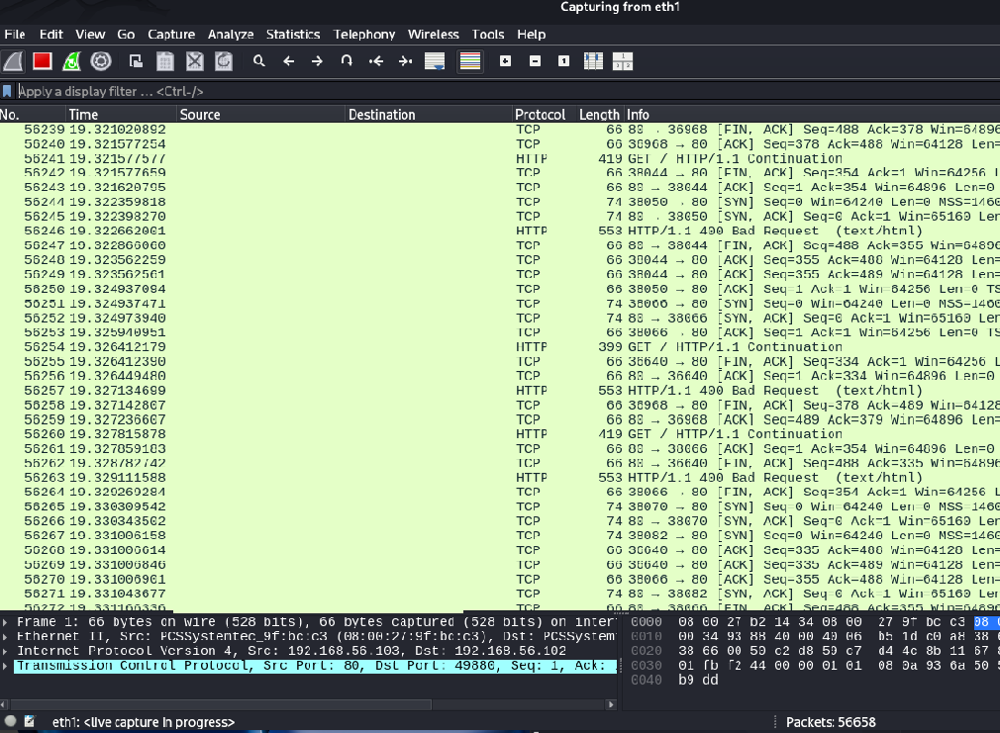 Capturing from eth1
File Edit View Go Capture Analyze Statistics Telephony Wireless Tools Help
Apply a display filter … <Ctrl-/>
No. Time Source Destination Protocol Length Info
56239 19.321020892 TCP 66 80 → 36968 [FIN, ACK] Seq=488 Ack=378 Win=64896
56240 19.321577254 TCP 66 36968 → 80 [ACK] Seq=378 Ack=488 Win=64128 Len=
56241 19.321577577 HTTP 419 GET / HTTP/1.1 Continuation
56242 19.321577659 TCP 66 38044 → 80 [FIN, ACK] Seq=354 Ack=1 Win=64256 L
56243 19.321620795 TCP 66 80 → 38044 [ACK] Seq=1 Ack=354 Win=64896 Len=0
56244 19.322359818 TCP 74 38050 → 80 [SYN] Seq=0 Win=64240 Len=0 MSS=1460
56245 19.322398270 TCP 74 80 → 38050 [SYN, ACK] Seq=0 Ack=1 Win=65160 Len
56246 19.322662001 HTTP 553 HTTP/1.1 400 Bad Request (text/html)
56247 19.322866060 TCP 66 80 → 38044 [FIN, ACK] Seq=488 Ack=355 Win=64896
56248 19.323562259 TCP 66 38044 → 80 [ACK] Seq=355 Ack=488 Win=64128 Len=
56249 19.323562561 TCP 66 38044 → 80 [ACK] Seq=355 Ack=489 Win=64128 Len=
56250 19.324937094 TCP 66 38050 → 80 [ACK] Seq=1 Ack=1 Win=64256 Len=0 TS
56251 19.324937471 TCP 74 38066 → 80 [SYN] Seq=0 Win=64240 Len=0 MSS=1460
56252 19.324973940 TCP 74 80 → 38066 [SYN, ACK] Seq=0 Ack=1 Win=65160 Len
56253 19.325940951 TCP 66 38066 → 80 [ACK] Seq=1 Ack=1 Win=64256 Len=0 TS
56254 19.326412179 HTTP 399 GET / HTTP/1.1 Continuation
56255 19.326412390 TCP 66 36640 → 80 [FIN, ACK] Seq=334 Ack=1 Win=64256 L
56256 19.326449480 TCP 66 80 → 36640 [ACK] Seq=1 Ack=334 Win=64896 Len=0
56257 19.327134699 HTTP 553 HTTP/1.1 400 Bad Request (text/html)
56258 19.327142807 TCP 66 36968 → 80 [FIN, ACK] Seq=378 Ack=489 Win=64128
56259 19.327236607 TCP 66 80 → 36968 [ACK] Seq=489 Ack=379 Win=64896 Len=
56260 19.327815878 HTTP 419 GET / HTTP/1.1 Continuation
56261 19.327859183 TCP 66 80 → 38066 [ACK] Seq=1 Ack=354 Win=64896 Len=0
56262 19.328782742 TCP 66 80 → 36640 [FIN, ACK] Seq=488 Ack=335 Win=64896
56263 19.329111588 HTTP 553 HTTP/1.1 400 Bad Request (text/html)
56264 19.329269284 TCP 66 38066 → 80 [FIN, ACK] Seq=354 Ack=1 Win=64256 L
56265 19.330309542 TCP 74 38070 → 80 [SYN] Seq=0 Win=64240 Len=0 MSS=1460
56266 19.330343502 TCP 74 80 → 38070 [SYN, ACK] Seq=0 Ack=1 Win=65160 Len
56267 19.331006158 TCP 74 38082 → 80 [SYN] Seq=0 Win=64240 Len=0 MSS=1460
56268 19.331006614 TCP 66 36640 → 80 [ACK] Seq=335 Ack=488 Win=64128 Len=
56269 19.331006846 TCP 66 36640 → 80 [ACK] Seq=335 Ack=489 Win=64128 Len=
56270 19.331006901 TCP 66 38066 → 80 [ACK] Seq=355 Ack=488 Win=64128 Len=
56271 19.331043677 TCP 74 80 → 38082 [SYN, ACK] Seq=0 Ack=1 Win=65160 Len
56272 19.331166336 TCP 66 80 → 38066 [FIN, ACK] Seq=488 Ack=355 Win=64896
Frame 1: 66 bytes on wire (528 bits), 66 bytes captured (528 bits) on inter
Ethernet II, Src: PCSSystemtec_9f:bc:c3 (08:00:27:9f:bc:c3), Dst: PCSSystem
Internet Protocol Version 4, Src: 192.168.56.103, Dst: 192.168.56.102
Transmission Control Protocol, Src Port: 80, Dst Port: 49880, Seq: 1, Ack:
0000 08 00 27 b2 14 34 08 00 27 9f bc c3 08
0010 00 34 93 88 40 00 40 06 b5 1d c0 a8 38
0020 38 66 00 50 c2 d8 59 c7 d4 4c 8b 11 67
0030 01 fb f2 44 00 00 01 01 08 0a 93 6a 50
0040 b9 dd
eth1: <live capture in progress>
Packets: 56658